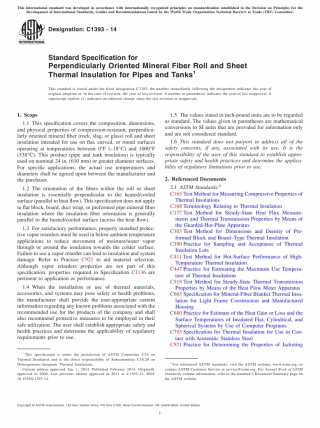 This international standard was developed in accordance with internationally recognized principles on standardization established in the Decision on Principles for the
Development of International Standards, Guides and Recommendations issued by the World Trade Organization Technical Barriers to Trade (TBT) Committee.
Designation: C1393 − 14
Standard Specification for
Perpendicularly Oriented Mineral Fiber Roll and Sheet
Thermal Insulation for Pipes and Tanks1
This standard is issued under the fixed designation C1393; the number immediately following the designation indicates the year of
original adoption or, in the case of revision, the year of last revision. A number in parentheses indicates the year of last reapproval. A
superscript epsilon (ε) indicates an editorial change since the last revision or reapproval.
1. Scope
1.1 This specification covers the composition, dimensions,
and physical properties of compression-resistant, perpendicu-
larly oriented mineral fiber (rock, slag, or glass) roll and sheet
insulation intended for use on flat, curved, or round surfaces
operating at temperatures between 0°F (–18°C) and 1000°F
(538°C). This product (pipe and tank insulation) is typically
used on nominal 24 in. (610 mm) or greater diameter surfaces.
For specific applications, the actual use temperatures and
diameters shall be agreed upon between the manufacturer and
the purchaser.
1.2 The orientation of the fibers within the roll or sheet
insulation is essentially perpendicular to the heated/cooled
surface (parallel to heat flow). This specification does not apply
to flat block, board, duct wrap, or preformed pipe mineral fiber
insulation where the insulation fiber orientation is generally
parallel to the heated/cooled surface (across the heat flow).
1.3 For satisfactory performance, properly installed protec-
tive vapor retarders must be used in below ambient temperature
applications to reduce movement of moisture/water vapor
through or around the insulation towards the colder surface.
Failure to use a vapor retarder can lead to insulation and system
damage. Refer to Practice C921 to aid material selection.
Although vapor retarders properties are not part of this
specification, properties required in Specification C1136 are
pertinent to application or performance.
1.4 When the installation or use of thermal insulation
materials, accessories, and systems may pose safety or health problems,
the manufacturer shall provide the user appropriate current
information regarding any known problems associated with the
recommended use for the products of the company and shall
also recommend protective measures to be employed in their
safe utilization. The user shall establish appropriate safety and
health practices and determine the applicability of regulatory
requirements prior to use.
1 This specification is under the jurisdiction of ASTM Committee C16 on
Thermal Insulation and is the direct responsibility of Subcommittee C16.20 on
Homogeneous Inorganic Thermal Insulations.
Current edition approved Jan. 1, 2014. Published February 2014. Originally
approved in 2000. Last previous edition approved in 2011 as C1393–11. DOI:
10.1520/C1393-14.
1.5 The values stated in inch-pound units are to be regarded
as standard. The values given in parentheses are mathematical
conversions to SI units that are provided for information only
and are not considered standard.
1.6 This standard does not purport to address all of the
safety concerns, if any, associated with its use. It is the
responsibility of the user of this standard to establish appro-
priate safety and health practices and determine the applica-
bility of regulatory limitations prior to use.
2. Referenced Documents
2.1 ASTM Standards:2
C165 Test Method for Measuring Compressive Properties of
Thermal Insulations
C168 Terminology Relating to Thermal Insulation
C177 Test Method for Steady-State Heat Flux Measure-
ments and Thermal Transmission Properties by Means of
the Guarded-Hot-Plate Apparatus
C303 Test Method for Dimensions and Density of Pre-
formed Block and Board–Type Thermal Insulation
C390 Practice for Sampling and Acceptance of Thermal
Insulation Lots
C411 Test Method for Hot-Surface Performance of High-
Temperature Thermal Insulation
C447 Practice for Estimating the Maximum Use Tempera-
ture of Thermal Insulations
C518 Test Method for Steady-State Thermal Transmission
Properties by Means of the Heat Flow Meter Apparatus
C665 Specification for Mineral-Fiber Blanket Thermal Insu-
lation for Light Frame Construction and Manufactured
Housing
C680 Practice for Estimate of the Heat Gain or Loss and the
Surface Temperatures of Insulated Flat, Cylindrical, and
Spherical Systems by Use of Computer Programs
C795 Specification for Thermal Insulation for Use in Con-
tact with Austenitic Stainless Steel
C921 Practice for Determining the Properties of Jacketing
2 For referenced ASTM standards, visit the ASTM website, www.astm.org, or
contact ASTM Customer Service at service@astm.org. For Annual Book of ASTM
Standards volume information, refer to the standard's Document Summary page on
the ASTM website.
Copyright © ASTM International, 100 Barr Harbor Drive, PO Box C700, West Conshohocken, PA 19428-2959. United States
1